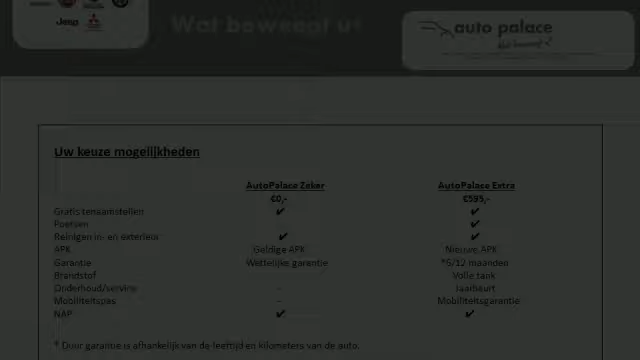 Jeep
MITSUBISHI
Wat beweegt u?
auto palace
Uw keuze mogelijkheden
AutoPalace Zeker AutoPalace Extra
€0,- €595,-
Gratis tenaamstellen ✔ ✔
Poetsen ✔
Reinigen in- en exterieur ✔ ✔
APK Geldige APK Nieuwe APK
Garantie Wettelijke garantie *6/12 maanden
Brandstof Volle tank
Onderhoud/service - Jaarbeurt
Mobiliteitspas - Mobiliteitsgarantie
NAP ✔ ✔
* Duur garantie is afhankelijk van de leeftijd en kilometers van de auto.